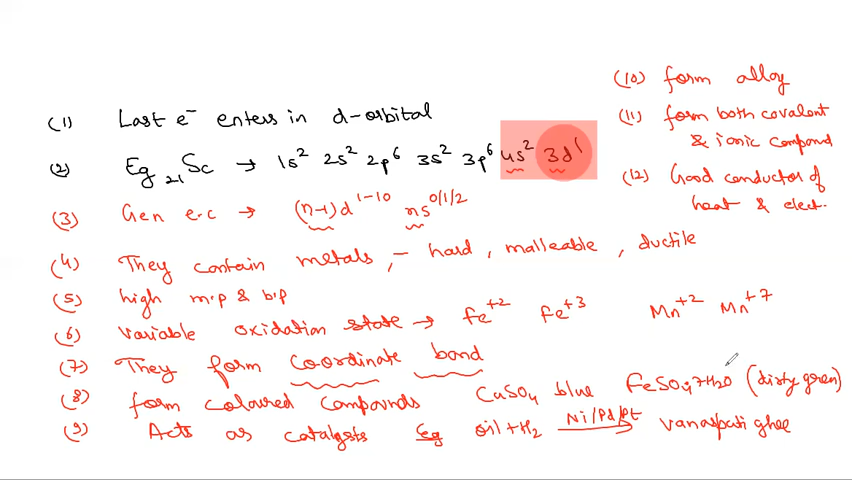 (1) Last e⁻ enters in d-orbital
(2) Eg ₂₁Sc → 1s² 2s² 2p⁶ 3s² 3p⁶ 4s² 3d¹
(3) Gen e.c → (n-1)d¹⁻¹⁰ ns⁰/¹/²
(4) They contain metals, - hard, malleable, ductile
(5) high m.p & b.p
(6) variable oxidation state → Fe⁺² Fe⁺³ Mn⁺² Mn⁺⁷
(7) They form coordinate bond
(8) form coloured compounds CuSO₄ blue FeSO₄7H₂O (dirty green)
(9) Acts as catalysts Eg oil + H₂ Ni/Pd/Pt → vanaspati ghee
(10) form alloy
(11) form both covalent
& ionic compound
(12) Good conductor of
heat & elect.